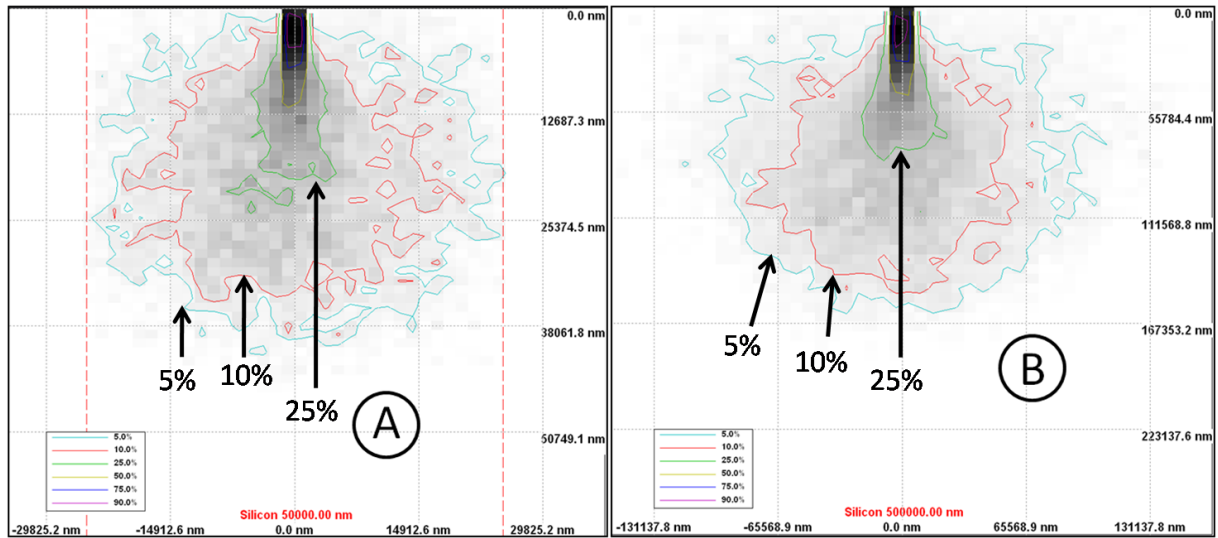 0.0 nm
12687.3 nm
25374.5 nm
38061.8 nm
50749.1 nm
5%
10%
25%
A
5.0%
10.0%
25.0%
50.0%
75.0%
90.0%
Silicon 50000.00 nm
-29825.2 nm -14912.6 nm 0.0 nm 14912.6 nm 29825.2 nm
0.0 nm
55784.4 nm
111568.8 nm
167353.2 nm
223137.6 nm
5%
10%
25%
B
5.0%
10.0%
25.0%
50.0%
75.0%
90.0%
Silicon 500000.00 nm
-131137.8 nm -65568.9 nm 0.0 nm 65568.9 nm 131137.8 nm